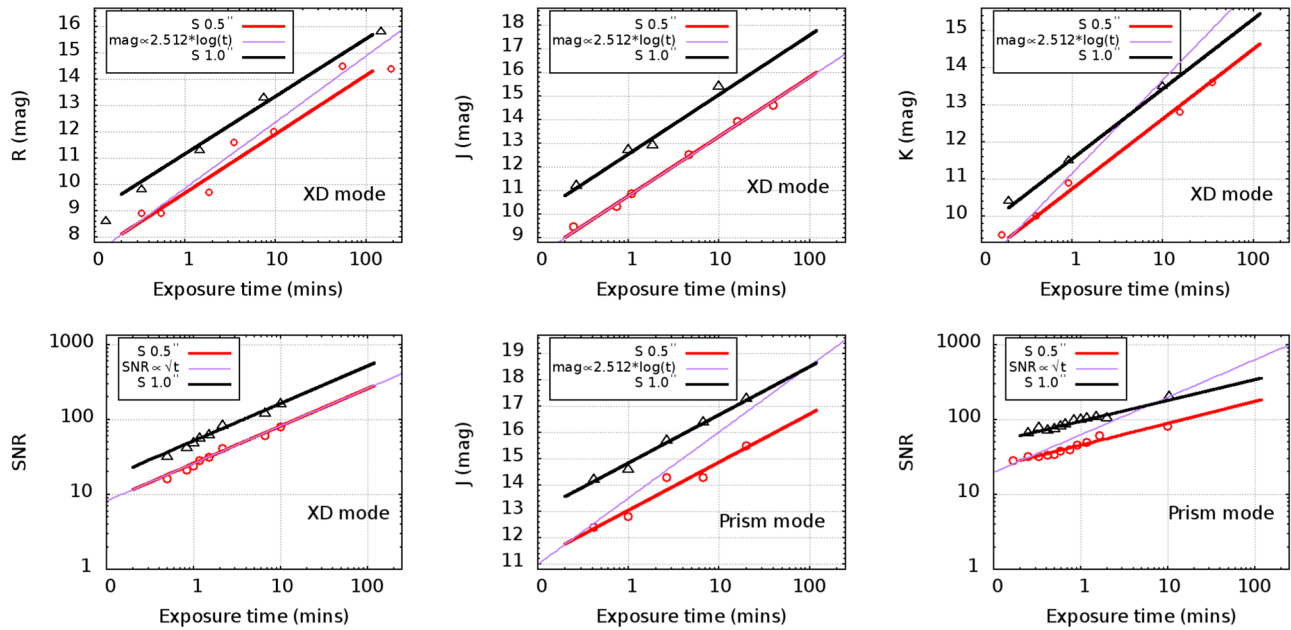 16
15
14
13
12
11
10
9
8
R (mag)
S 0.5''
mag∝2.512*log(t)
S 1.0''
XD mode
0 1 10 100
Exposure time (mins)
18
17
16
15
14
13
12
11
10
9
J (mag)
S 0.5''
mag∝2.512*log(t)
S 1.0''
XD mode
0 1 10 100
Exposure time (mins)
15
14
13
12
11
10
K (mag)
S 0.5''
mag∝2.512*log(t)
S 1.0''
XD mode
0 1 10 100
Exposure time (mins)
1000
100
10
1
SNR
S 0.5''
SNR∝√t
S 1.0''
XD mode
0 1 10 100
Exposure time (mins)
19
18
17
16
15
14
13
12
11
J (mag)
S 0.5''
mag∝2.512*log(t)
S 1.0''
Prism mode
0 1 10 100
Exposure time (mins)
1000
100
10
1
SNR
S 0.5''
SNR∝√t
S 1.0''
Prism mode
0 1 10 100
Exposure time (mins)